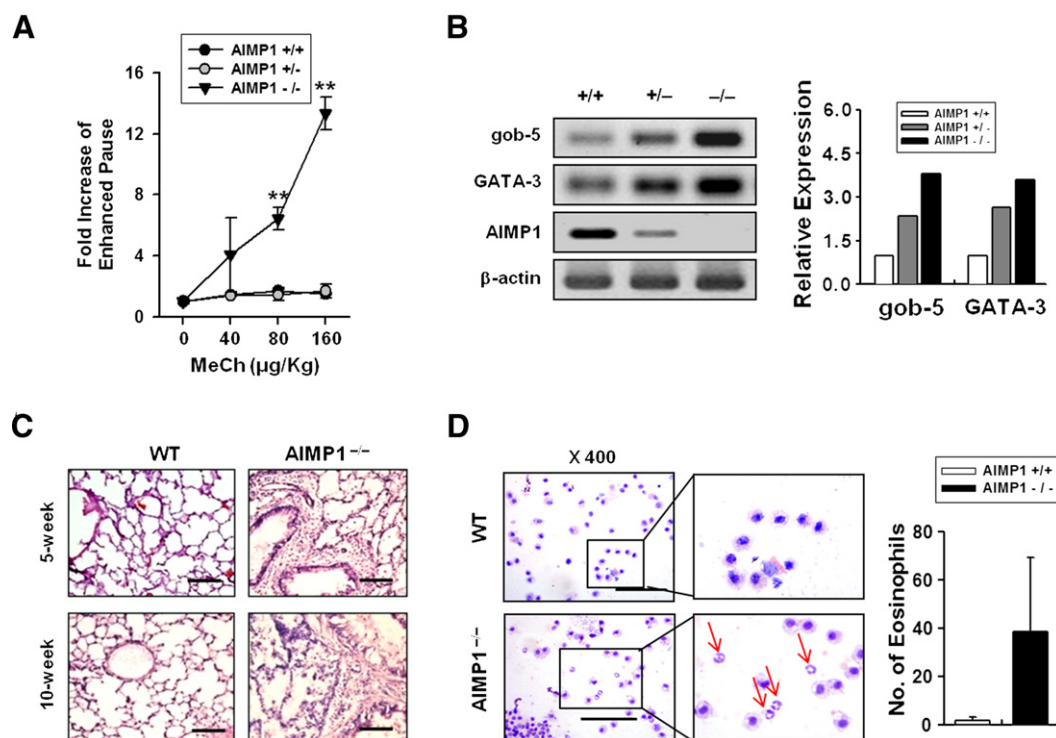 A
AIMP1 +/+
AIMP1 +/-
AIMP1 -/-
Fold Increase of
Enhanced Pause
16
12
8
4
0
**
**
0 40 80 160
MeCh (µg/Kg)
B
+/+ +/− −/−
gob-5
GATA-3
AIMP1
β-actin
Relative Expression
6.0
4.5
3.0
1.5
0.0
AIMP1 +/+
AIMP1 +/-
AIMP1 -/-
gob-5 GATA-3
C
WT AIMP1 −/−
5-week
10-week
D
X 400
WT
AIMP1−/−
AIMP1 +/+
AIMP1 -/-
No. of Eosinophils
80
60
40
20
0